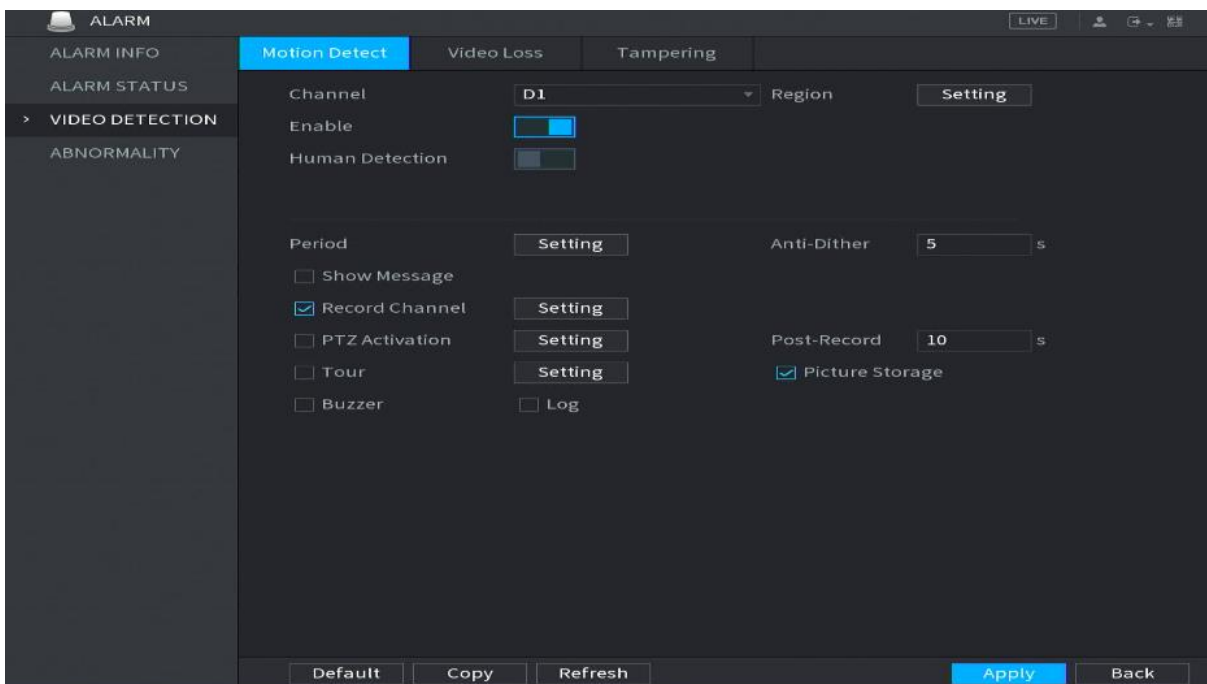 ALARM LIVE
ALARM INFO
ALARM STATUS
> VIDEO DETECTION
ABNORMALITY
Motion Detect Video Loss Tampering
Channel D1 Region Setting
Enable
Human Detection
Period Setting Anti-Dither 5 s
Show Message
Record Channel Setting
PTZ Activation Setting Post-Record 10 s
Tour Setting Picture Storage
Buzzer Log
Default Copy Refresh Apply Back